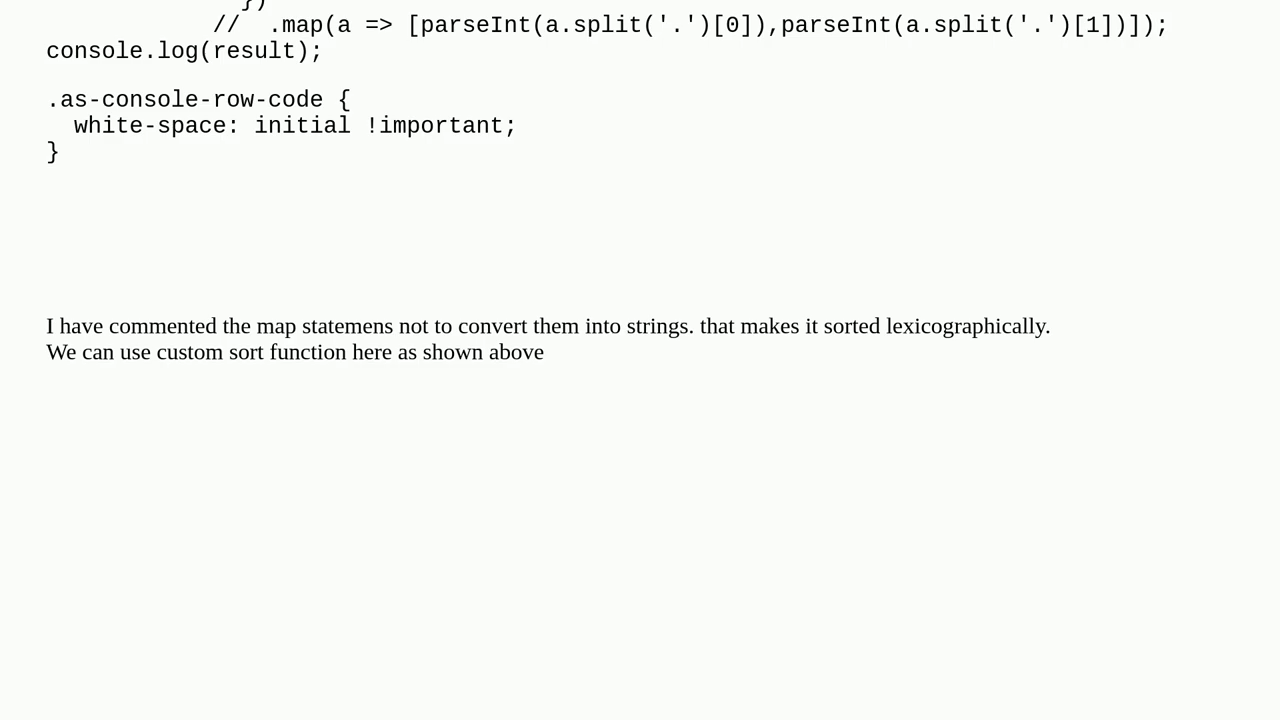 })
// .map(a => [parseInt(a.split('.')[0]),parseInt(a.split('.')[1])]);
console.log(result);
.as-console-row-code {
white-space: initial !important;
}
I have commented the map statemens not to convert them into strings. that makes it sorted lexicographically.
We can use custom sort function here as shown above